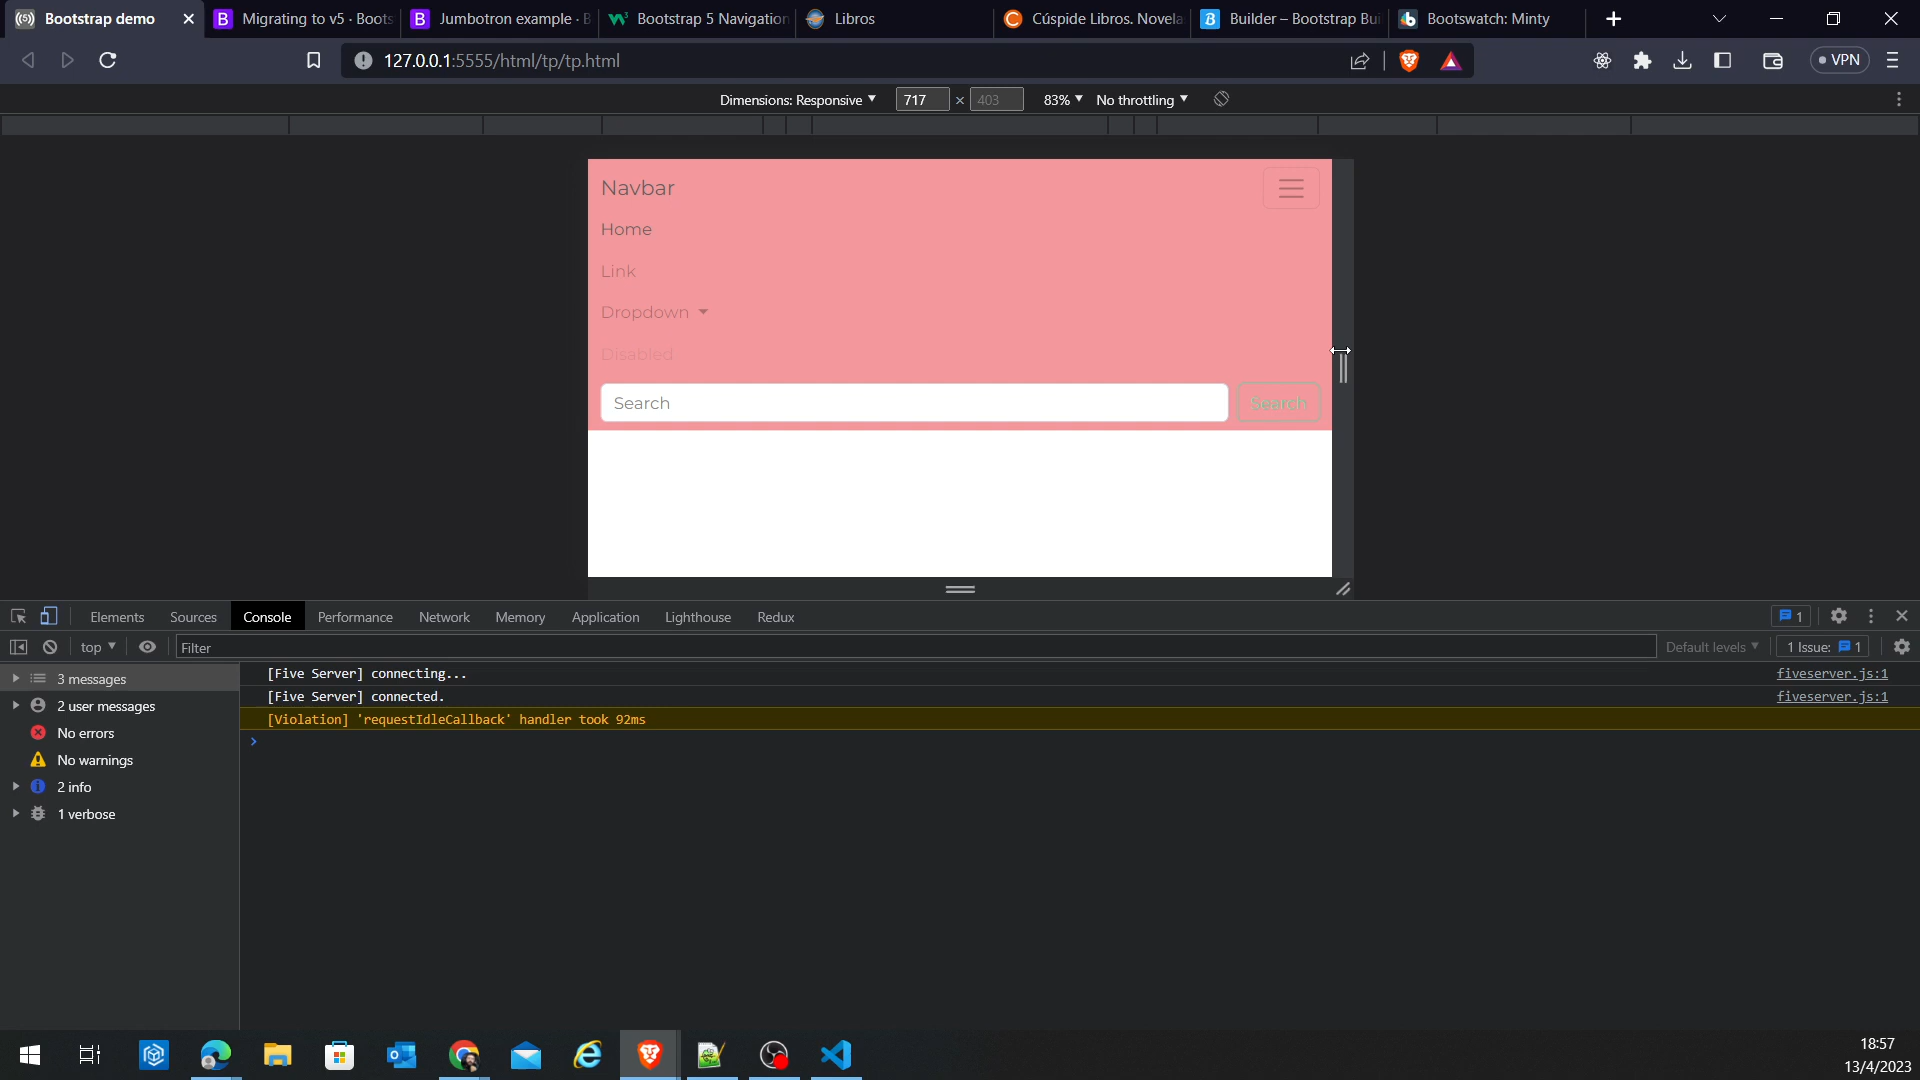 Bootstrap demo
Migrating to v5 · Boots
Jumbotron example · B
Bootstrap 5 Navigation
Libros
Cúspide Libros. Novela
Builder – Bootstrap Bui
Bootswatch: Minty
127.0.0.1:5555/html/tp/tp.html
VPN
Dimensions: Responsive
717 × 403
83%
No throttling
Navbar
Home
Link
Dropdown
Disabled
Search
Search
Elements
Sources
Console
Performance
Network
Memory
Application
Lighthouse
Redux
1
top
Filter
Default levels
1 Issue: 1
3 messages
2 user messages
No errors
No warnings
2 info
1 verbose
[Five Server] connecting...
fiveserver.js:1
[Five Server] connected.
fiveserver.js:1
[Violation] 'requestIdleCallback' handler took 92ms
18:57
13/4/2023